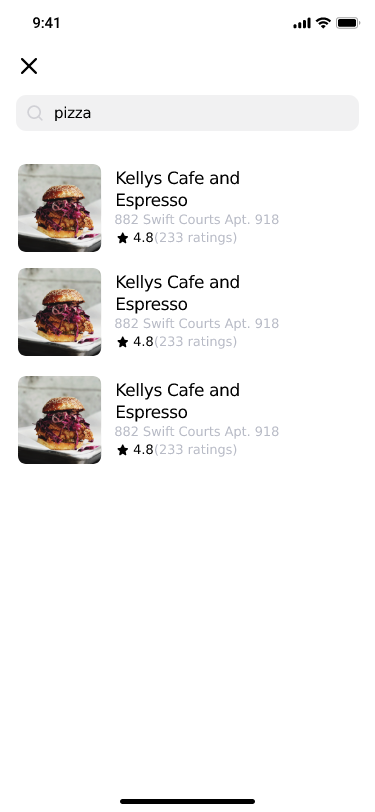 9:41
pizza
Kellys Cafe and
Espresso
882 Swift Courts Apt. 918
4.8(233 ratings)
Kellys Cafe and
Espresso
882 Swift Courts Apt. 918
4.8(233 ratings)
Kellys Cafe and
Espresso
882 Swift Courts Apt. 918
4.8(233 ratings)